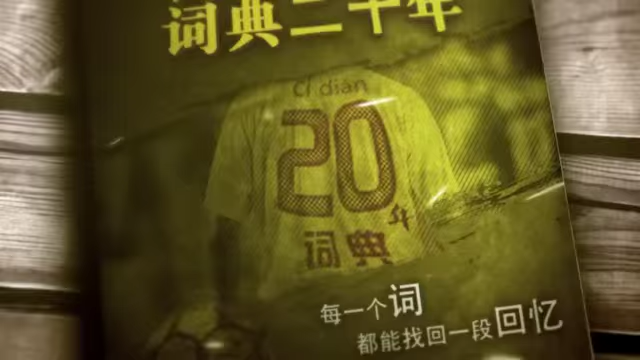 词典二十年
ci dian
20
年
词典
每一个词
都能找回一段回忆